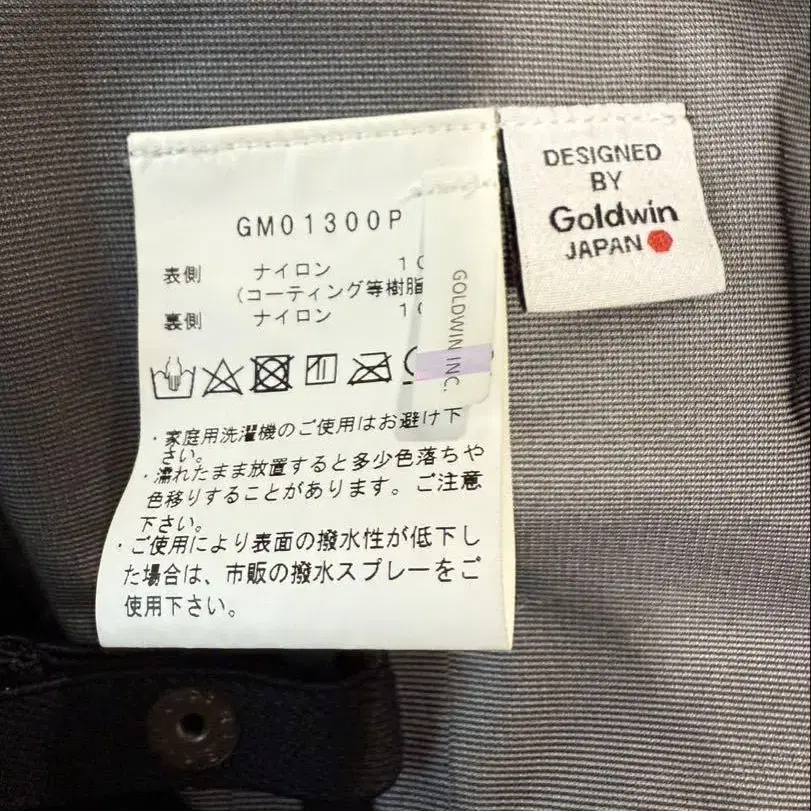 GM01300P
表側 ナイロン 10
(コーティング等樹脂
裏側 ナイロン 10
・家庭用洗濯機のご使用はお避け下
さい。
・濡れたまま放置すると多少色落ちや
色移りすることがあります。ご注意
下さい。
・ご使用により表面の撥水性が低下し
た場合は、市販の撥水スプレーをご
使用下さい。
GOLDWIN INC.
DESIGNED
BY
Goldwin
JAPAN